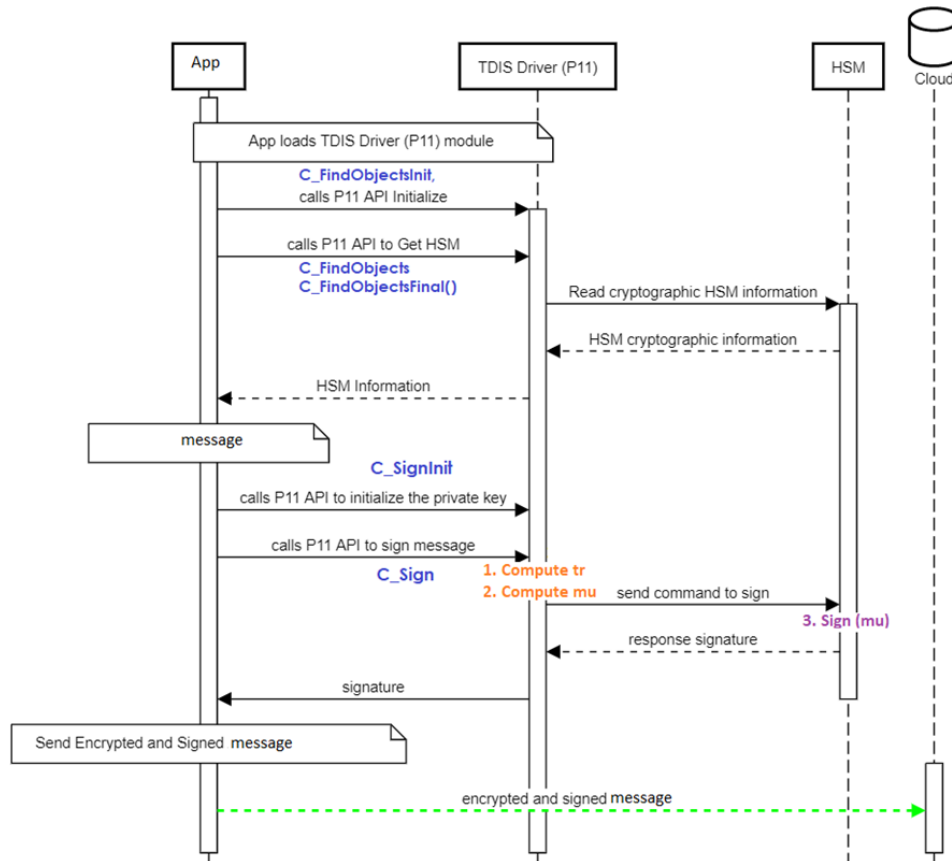 App
TDIS Driver (P11)
HSM
Cloud
App loads TDIS Driver (P11) module
C_FindObjectsInit,
calls P11 API Initialize
calls P11 API to Get HSM
C_FindObjects
C_FindObjectsFinal()
Read cryptographic HSM information
HSM cryptographic information
HSM Information
message
C_SignInit
calls P11 API to initialize the private key
calls P11 API to sign message
C_Sign
1. Compute tr
2. Compute mu
send command to sign
3. Sign (mu)
response signature
signature
Send Encrypted and Signed message
encrypted and signed message